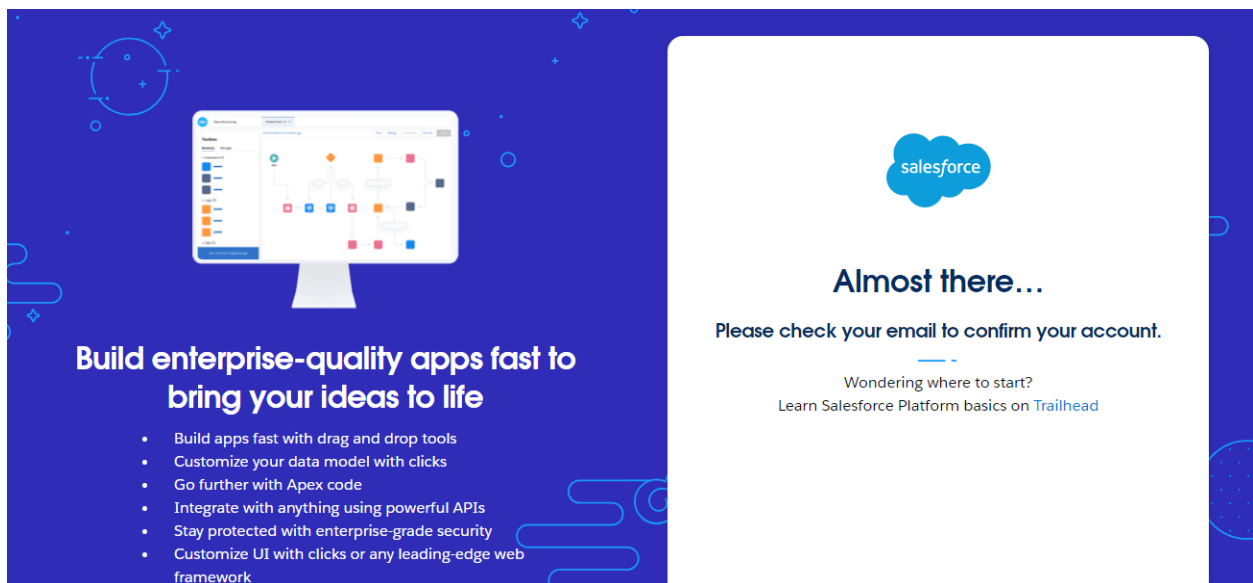 salesforce
Almost there...
Please check your email to confirm your account.
Wondering where to start?
Learn Salesforce Platform basics on Trailhead
Build enterprise-quality apps fast to
bring your ideas to life
• Build apps fast with drag and drop tools
• Customize your data model with clicks
• Go further with Apex code
• Integrate with anything using powerful APIs
• Stay protected with enterprise-grade security
• Customize UI with clicks or any leading-edge web
framework